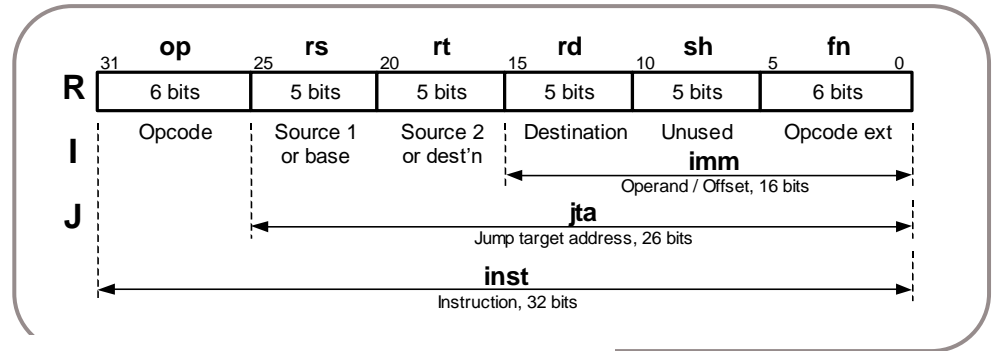 op rs rt rd sh fn
31 25 20 15 10 5 0
R 6 bits 5 bits 5 bits 5 bits 5 bits 6 bits
I Opcode Source 1 Source 2 Destination Unused Opcode ext
or base or dest'n imm
Operand / Offset, 16 bits
J jta
Jump target address, 26 bits
inst
Instruction, 32 bits